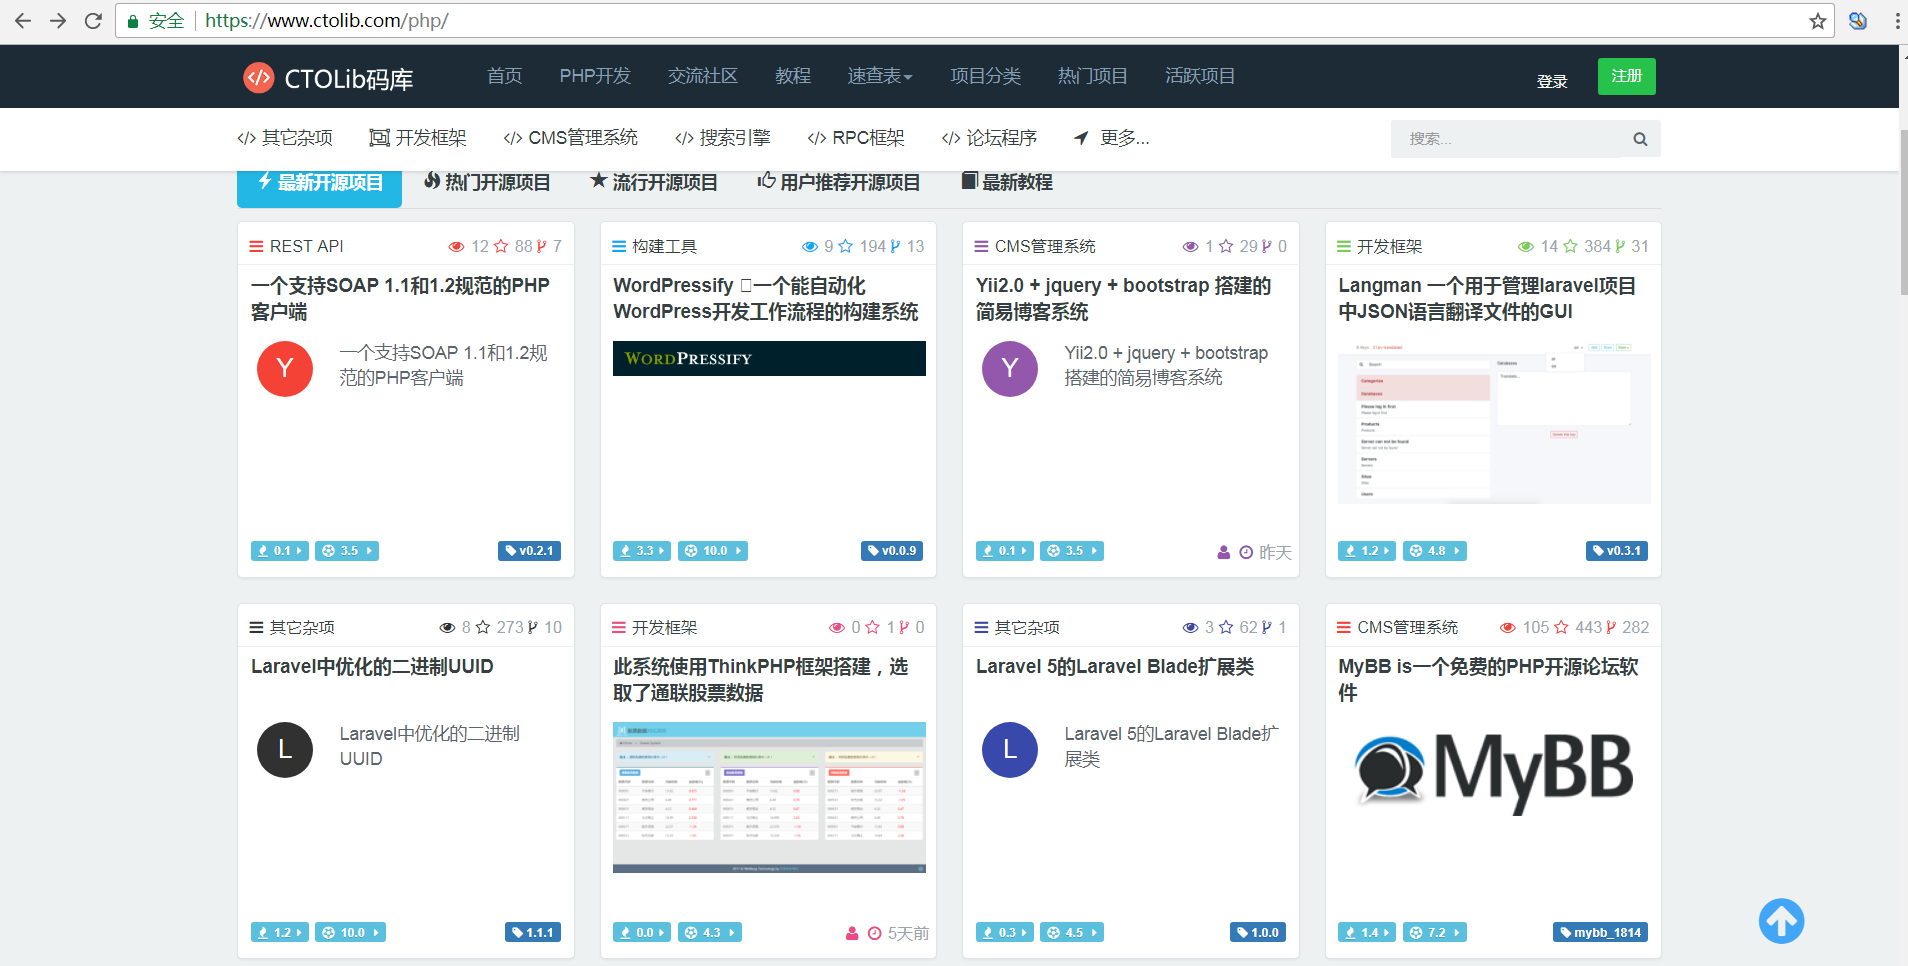 安全 https://www.ctolib.com/php/
CTOLib码库 首页 PHP开发 交流社区 教程 速查表 项目分类 热门项目 活跃项目 登录 注册
其它杂项 开发框架 CMS管理系统 搜索引擎 RPC框架 论坛程序 更多... 搜索...
最新开源项目 热门开源项目 流行开源项目 用户推荐开源项目 最新教程
REST API 12 88 7
一个支持SOAP 1.1和1.2规范的PHP
客户端
Y
一个支持SOAP 1.1和1.2规
范的PHP客户端
0.1 3.5 v0.2.1
构建工具 9 194 13
WordPressify 一个能自动化
WordPress开发工作流程的构建系统
WORDPRESSIFY
3.3 10.0 v0.0.9
CMS管理系统 1 29 0
Yii2.0 + jquery + bootstrap 搭建的
简易博客系统
Y
Yii2.0 + jquery + bootstrap
搭建的简易博客系统
0.1 3.5 昨天
开发框架 14 384 31
Langman 一个用于管理laravel项目
中JSON语言翻译文件的GUI
Search
Categories
Databases
Please log in first
Products
Server can not be found
Servers
Sites
Users
Databases
1.2 4.8 v0.3.1
其它杂项 8 273 10
Laravel中优化的二进制UUID
L
Laravel中优化的二进制
UUID
1.2 10.0 1.1.1
开发框架 0 1 0
此系统使用ThinkPHP框架搭建，选
取了通联股票数据
0.0 4.3 5天前
其它杂项 3 62 1
Laravel 5的Laravel Blade扩展类
L
Laravel 5的Laravel Blade扩
展类
0.3 4.5 1.0.0
CMS管理系统 105 443 282
MyBB is一个免费的PHP开源论坛软
件
MyBB
1.4 7.2 mybb_1814